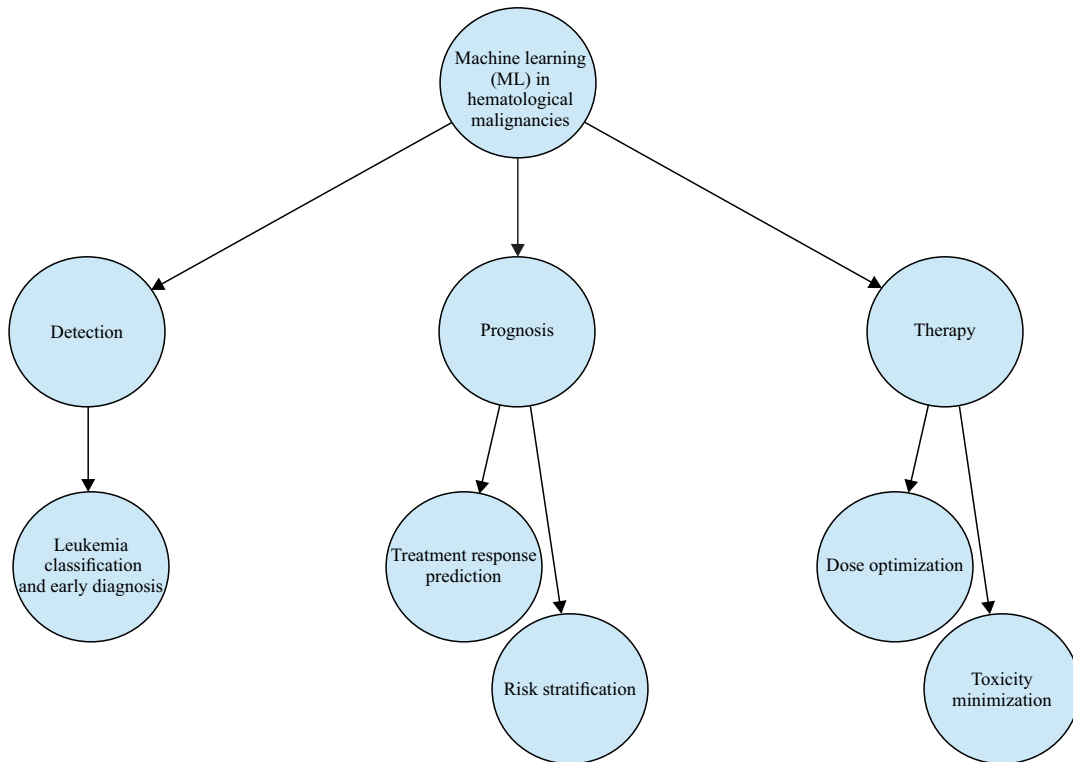 Machine learning
(ML) in
hematological
malignancies
Detection
Prognosis
Therapy
Leukemia
classification
and early diagnosis
Treatment response
prediction
Risk stratification
Dose optimization
Toxicity
minimization